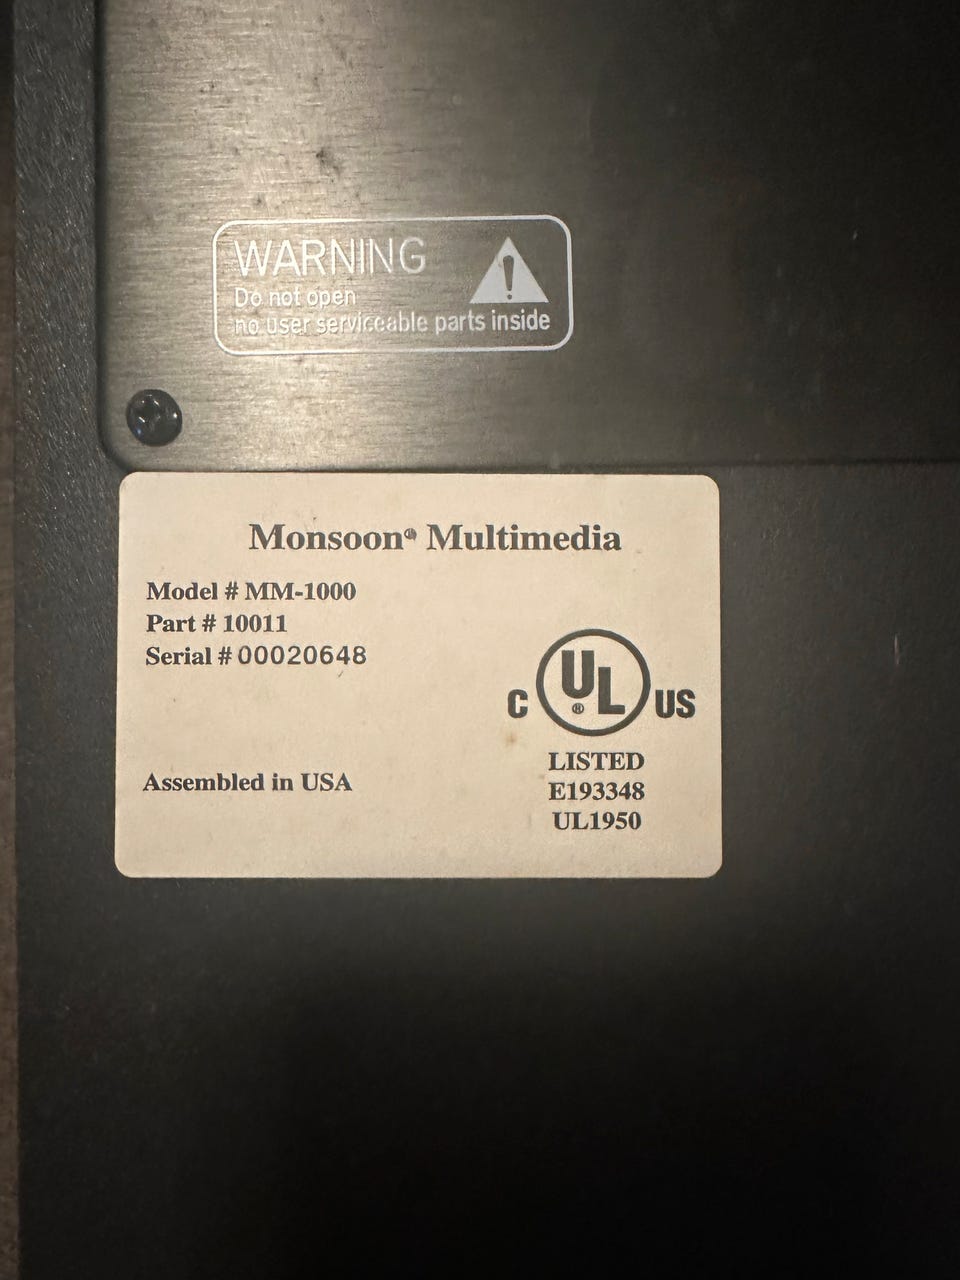 WARNING
Do not open
no user serviceable parts inside
Monsoon® Multimedia
Model # MM-1000
Part # 10011
Serial # 00020648
C UL® US
LISTED
E193348
UL1950
Assembled in USA